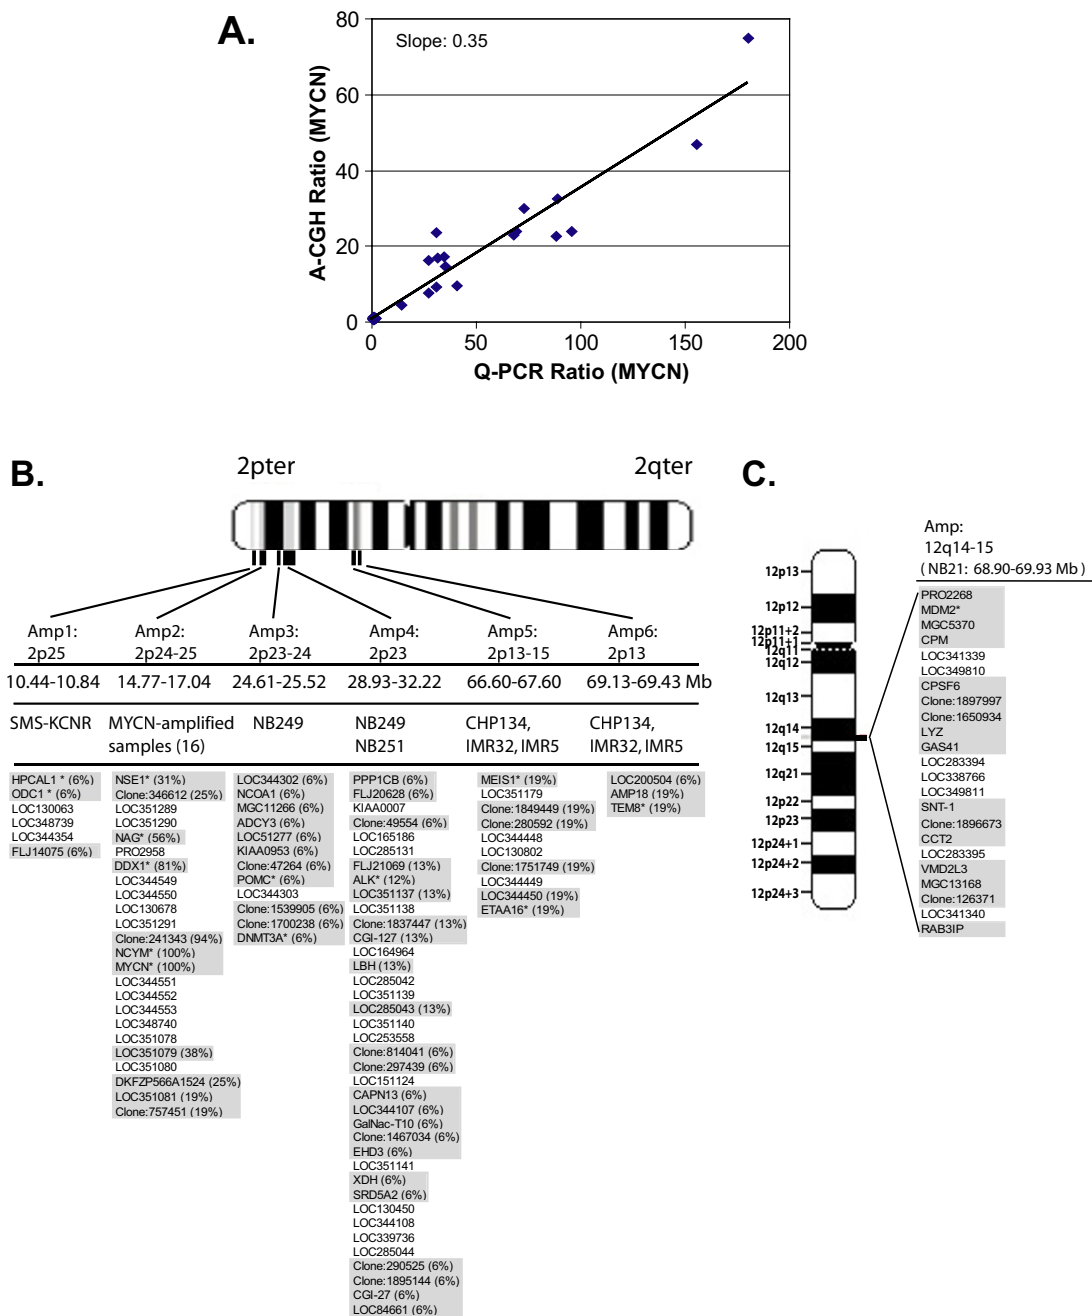 A.
Slope: 0.35
A-CGH Ratio (MYCN)
80
60
40
20
0
0 50 100 150 200
Q-PCR Ratio (MYCN)
B.
2pter 2qter
Amp1: Amp2: Amp3: Amp4: Amp5: Amp6:
2p25 2p24-25 2p23-24 2p23 2p13-15 2p13
10.44-10.84 14.77-17.04 24.61-25.52 28.93-32.22 66.60-67.60 69.13-69.43 Mb
SMS-KCNR
HPCAL1 * (6%)
ODC1 * (6%)
LOC130063
LOC348739
LOC344354
FLJ14075 (6%)
MYCN-amplified
samples (16)
NSE1* (31%)
Clone:346612 (25%)
LOC351289
LOC351290
NAG* (56%)
PRO2958
DDX1* (81%)
LOC344549
LOC344550
LOC130678
LOC351291
Clone:241343 (94%)
NCYM* (100%)
MYCN* (100%)
LOC344551
LOC344552
LOC344553
LOC348740
LOC351078
LOC351079 (38%)
LOC351080
DKFZP566A1524 (25%)
LOC351081 (19%)
Clone:757451 (19%)
NB249
LOC344302 (6%)
NCOA1 (6%)
MGC11266 (6%)
ADCY3 (6%)
LOC51277 (6%)
KIAA0953 (6%)
Clone:47264 (6%)
POMC* (6%)
LOC344303
Clone:1539905 (6%)
Clone:1700238 (6%)
DNMT3A* (6%)
NB249
NB251
PPP1CB (6%)
FLJ20628 (6%)
KIAA0007
Clone:49554 (6%)
LOC165186
LOC285131
FLJ21069 (13%)
ALK* (12%)
LOC351137 (13%)
LOC351138
Clone:1837447 (13%)
CGI-127 (13%)
LOC164964
LBH (13%)
LOC285042
LOC351139
LOC285043 (13%)
LOC351140
LOC253558
Clone:814041 (6%)
Clone:297439 (6%)
LOC151124
CAPN13 (6%)
LOC344107 (6%)
GalNac-T10 (6%)
Clone:1467034 (6%)
EHD3 (6%)
LOC351141
XDH (6%)
SRD5A2 (6%)
LOC130450
LOC344108
LOC339736
LOC285044
Clone:290525 (6%)
Clone:1895144 (6%)
CGI-27 (6%)
LOC84661 (6%)
CHP134,
IMR32, IMR5
MEIS1* (19%)
LOC351179
Clone:1849449 (19%)
Clone:280592 (19%)
LOC344448
LOC130802
Clone:1751749 (19%)
LOC344449
LOC344450 (19%)
ETAA16* (19%)
CHP134,
IMR32, IMR5
LOC200504 (6%)
AMP18 (19%)
TEM8* (19%)
C.
12p13
12p12
12p11+2
12p11+1
12q11
12q12
12q13
12q14
12q15
12q21
12p22
12p23
12p24+1
12p24+2
12p24+3
Amp:
12q14-15
( NB21: 68.90-69.93 Mb )
PRO2268
MDM2*
MGC5370
CPM
LOC341339
LOC349810
CPSF6
Clone:1897997
Clone:1650934
LYZ
GAS41
LOC283394
LOC338766
LOC349811
SNT-1
Clone:1896673
CCT2
LOC283395
VMD2L3
MGC13168
Clone:126371
LOC341340
RAB3IP